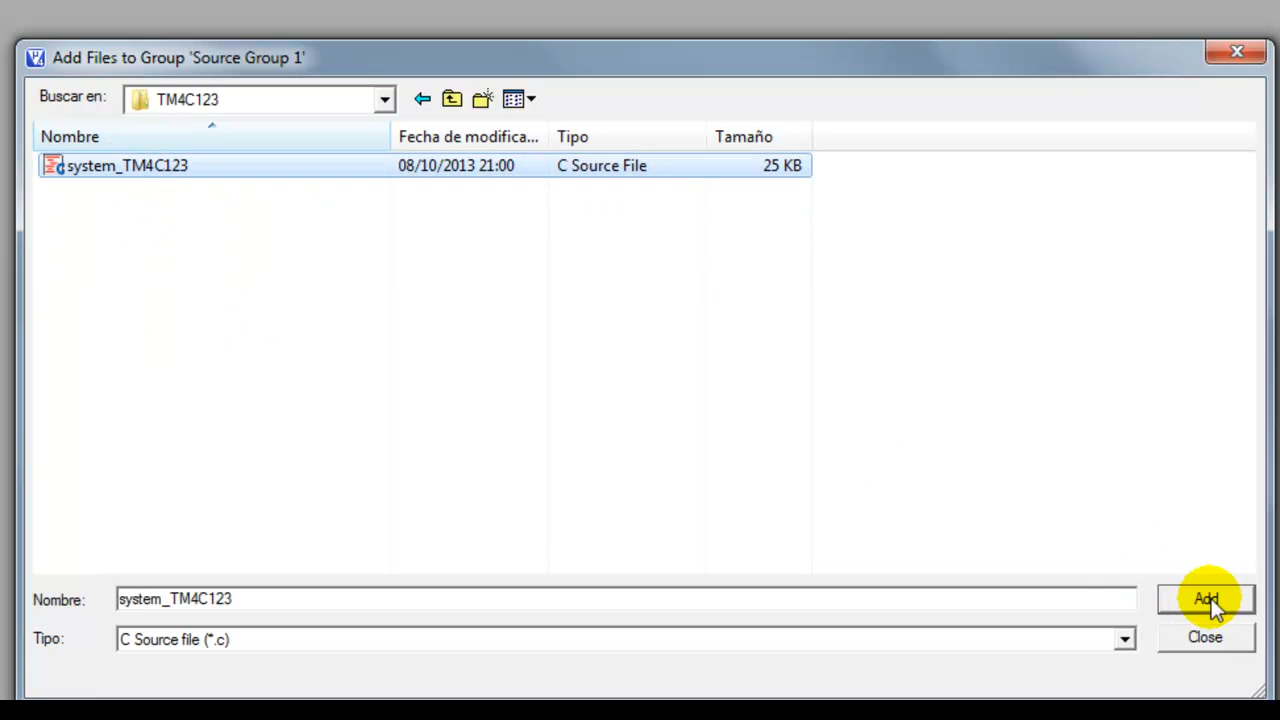 Add Files to Group 'Source Group 1'
Buscar en: TM4C123
Nombre Fecha de modifica... Tipo Tamaño
system_TM4C123 08/10/2013 21:00 C Source File 25 KB
Nombre: system_TM4C123 Add
Tipo: C Source file (*.c) Close